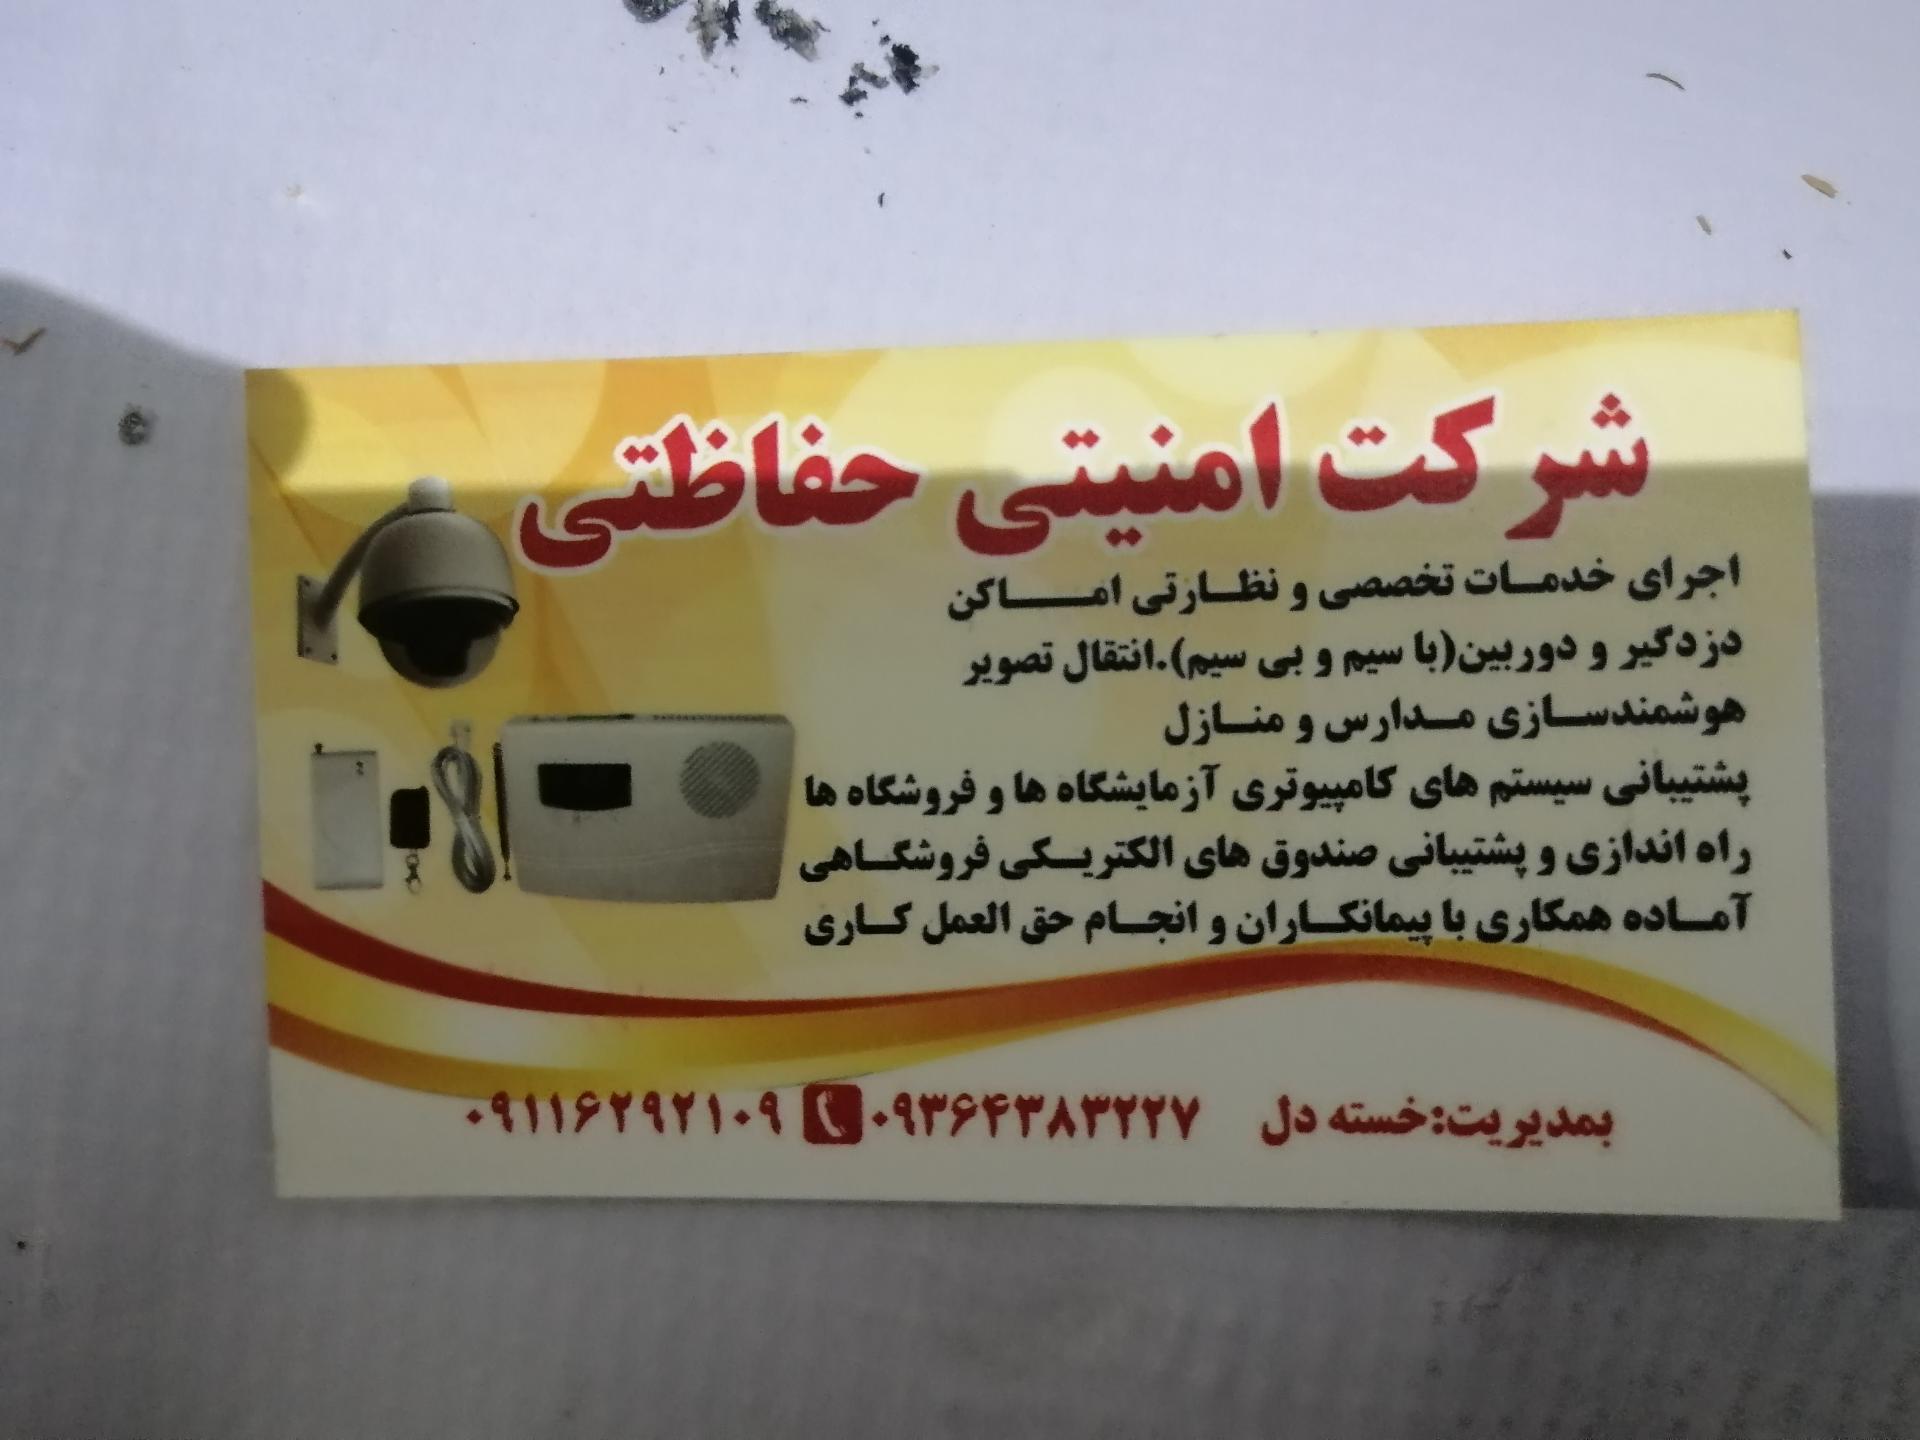 شرکت امنیتی حفاظتی
اجرای خدمات تخصصی و نظارتی اماکن
دزدگیر و دوربین(با سیم و بی سیم).انتقال تصویر
هوشمندسازی مدارس و منازل
پشتیبانی سیستم های کامپیوتری آزمایشگاه ها و فروشگاه ها
راه اندازی و پشتیبانی صندوق های الکتریکی فروشگاهی
آماده همکاری با پیمانکاران و انجام حق العمل کاری
بمدیریت:خسته دل ۰۹۳۶۴۳۸۳۲۲۷ ۰۹۱۱۶۲۹۲۱۰۹